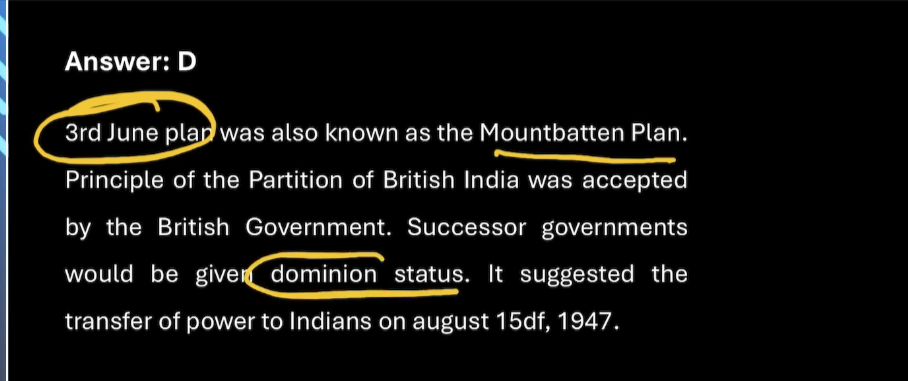 Answer: D
3rd June plan was also known as the Mountbatten Plan.
Principle of the Partition of British India was accepted
by the British Government. Successor governments
would be given dominion status. It suggested the
transfer of power to Indians on august 15df, 1947.